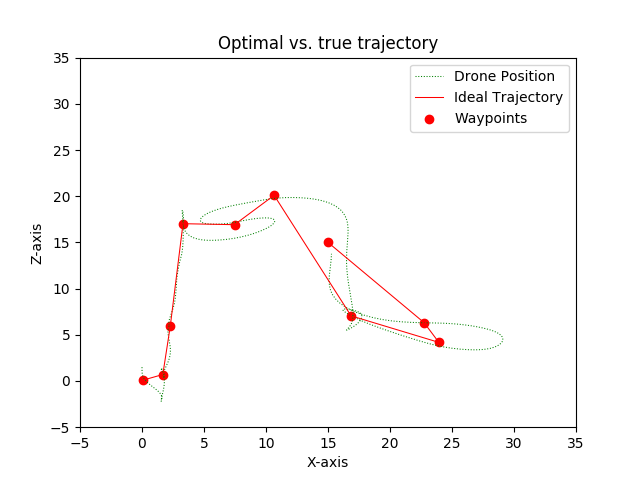 Optimal vs. true trajectory
Drone Position
Ideal Trajectory
Waypoints
35
30
25
20
15
10
5
0
−5
Z-axis
−5 0 5 10 15 20 25 30 35
X-axis